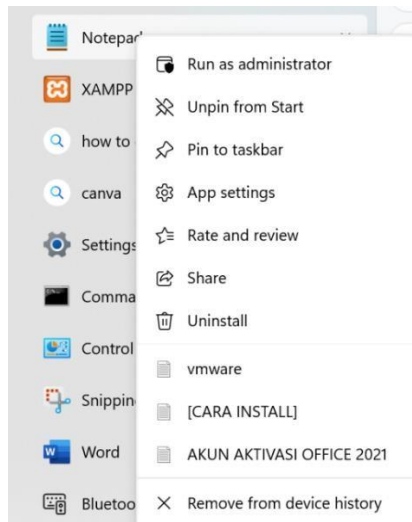 Notepad
Run as administrator
XAMPP
Unpin from Start
how to
Pin to taskbar
canva
App settings
Settings
Rate and review
Share
Comma
Uninstall
Control
vmware
Snippin
[CARA INSTALL]
Word
AKUN AKTIVASI OFFICE 2021
Bluetoo
Remove from device history